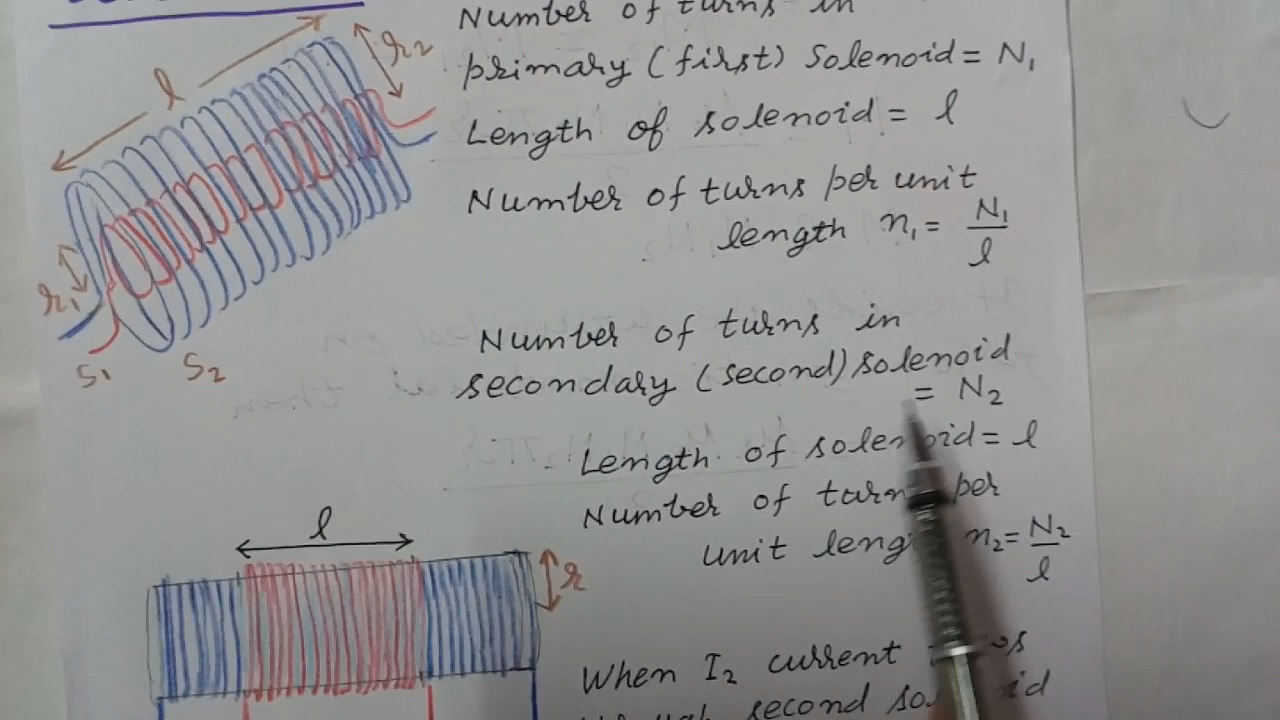 Number of turns in
primary (first) solenoid = N₁
Length of solenoid = l
Number of turns per unit
length n₁ = N₁/l
Number of turns in
secondary (second) solenoid
= N₂
Length of solenoid = l
Number of turns per
unit length n₂ = N₂/l
When I₂ current
second
l
r₂
r₁
S₁
S₂
l
r